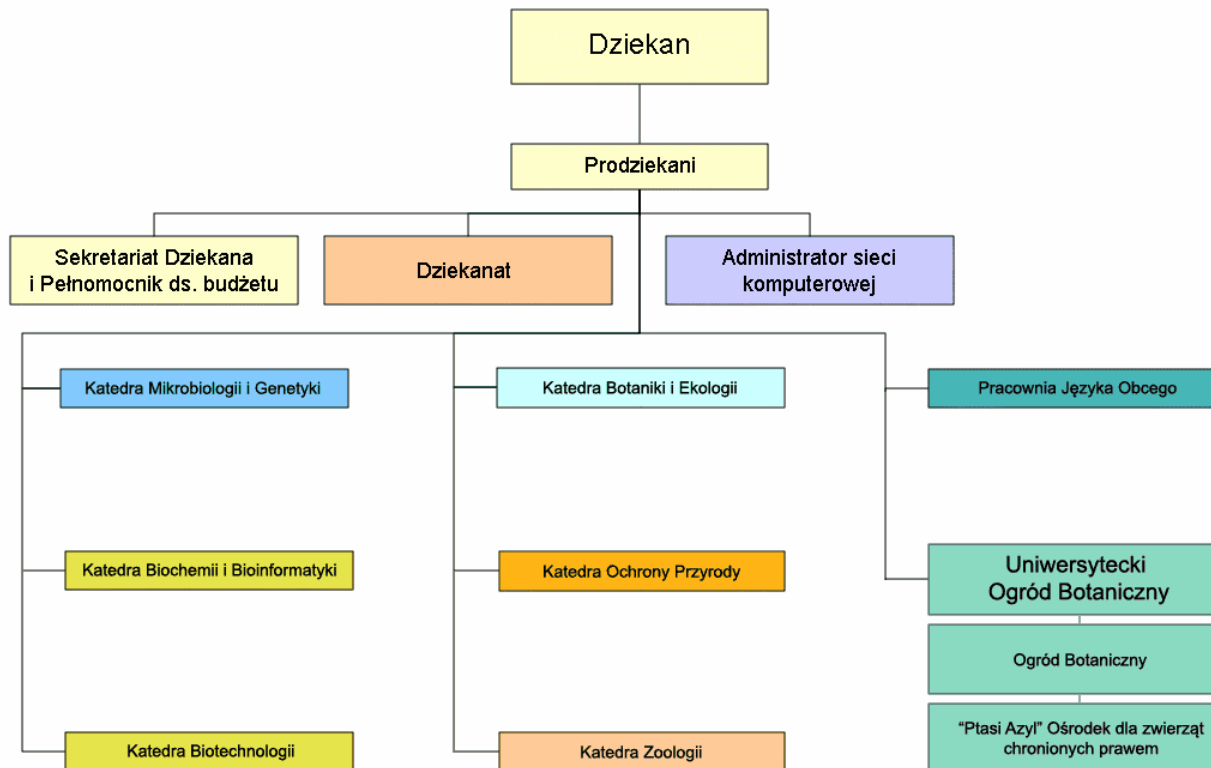 Dziekan
Prodziekani
Sekretariat Dziekana
i Pełnomocnik ds. budżetu
Dziekanat
Administrator sieci
komputerowej
Katedra Mikrobiologii i Genetyki
Katedra Botaniki i Ekologii
Pracownia Języka Obcego
Katedra Biochemii i Bioinformatyki
Katedra Ochrony Przyrody
Uniwersytecki
Ogród Botaniczny
Ogród Botaniczny
Katedra Biotechnologii
Katedra Zoologii
"Ptasi Azyl" Ośrodek dla zwierząt
chronionych prawem